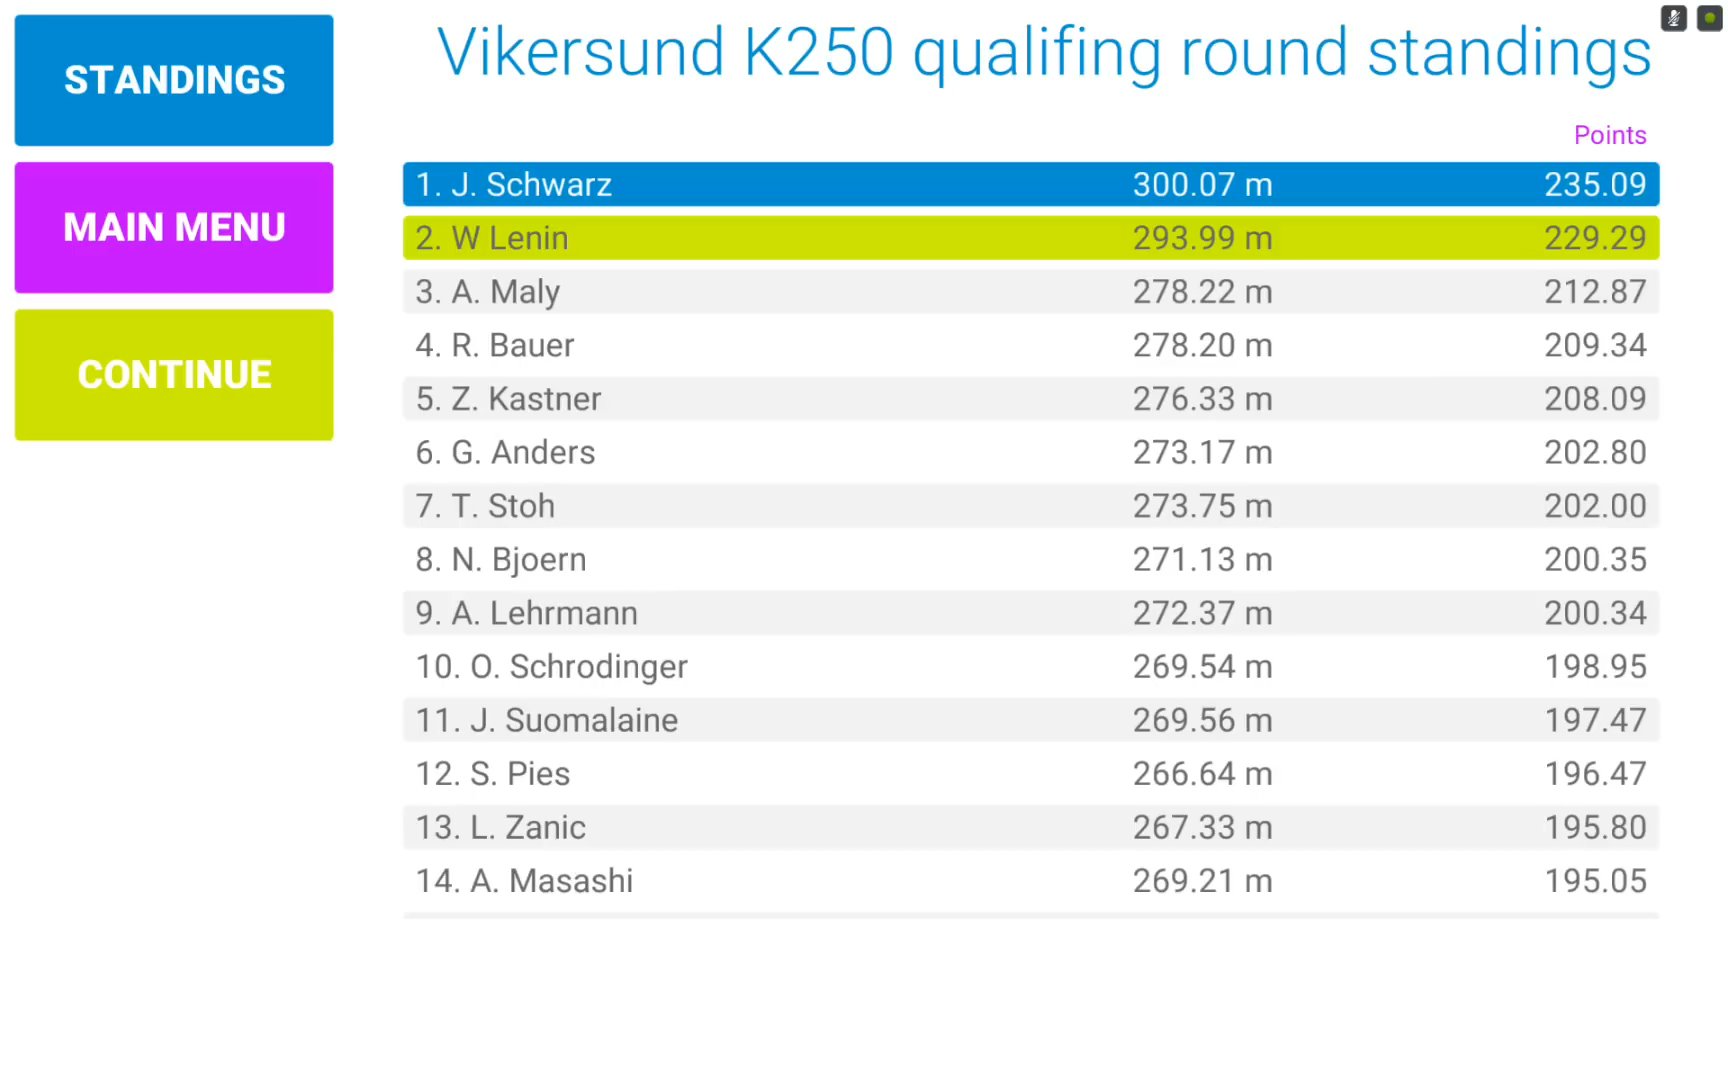 STANDINGS
MAIN MENU
CONTINUE
Vikersund K250 qualifing round standings
Points
1. J. Schwarz 300.07 m 235.09
2. W Lenin 293.99 m 229.29
3. A. Maly 278.22 m 212.87
4. R. Bauer 278.20 m 209.34
5. Z. Kastner 276.33 m 208.09
6. G. Anders 273.17 m 202.80
7. T. Stoh 273.75 m 202.00
8. N. Bjoern 271.13 m 200.35
9. A. Lehrmann 272.37 m 200.34
10. O. Schrodinger 269.54 m 198.95
11. J. Suomalaine 269.56 m 197.47
12. S. Pies 266.64 m 196.47
13. L. Zanic 267.33 m 195.80
14. A. Masashi 269.21 m 195.05